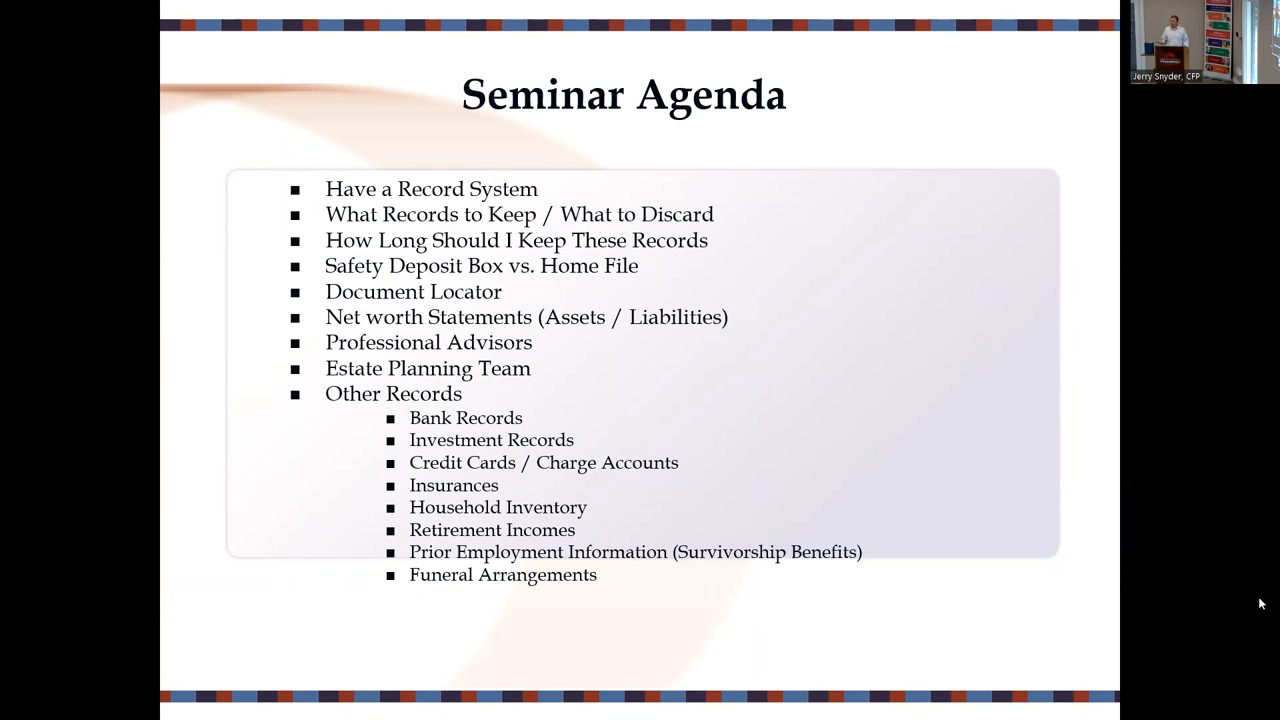 Seminar Agenda
Have a Record System
What Records to Keep / What to Discard
How Long Should I Keep These Records
Safety Deposit Box vs. Home File
Document Locator
Net worth Statements (Assets / Liabilities)
Professional Advisors
Estate Planning Team
Other Records
Bank Records
Investment Records
Credit Cards / Charge Accounts
Insurances
Household Inventory
Retirement Incomes
Prior Employment Information (Survivorship Benefits)
Funeral Arrangements
Jerry Snyder, CFP